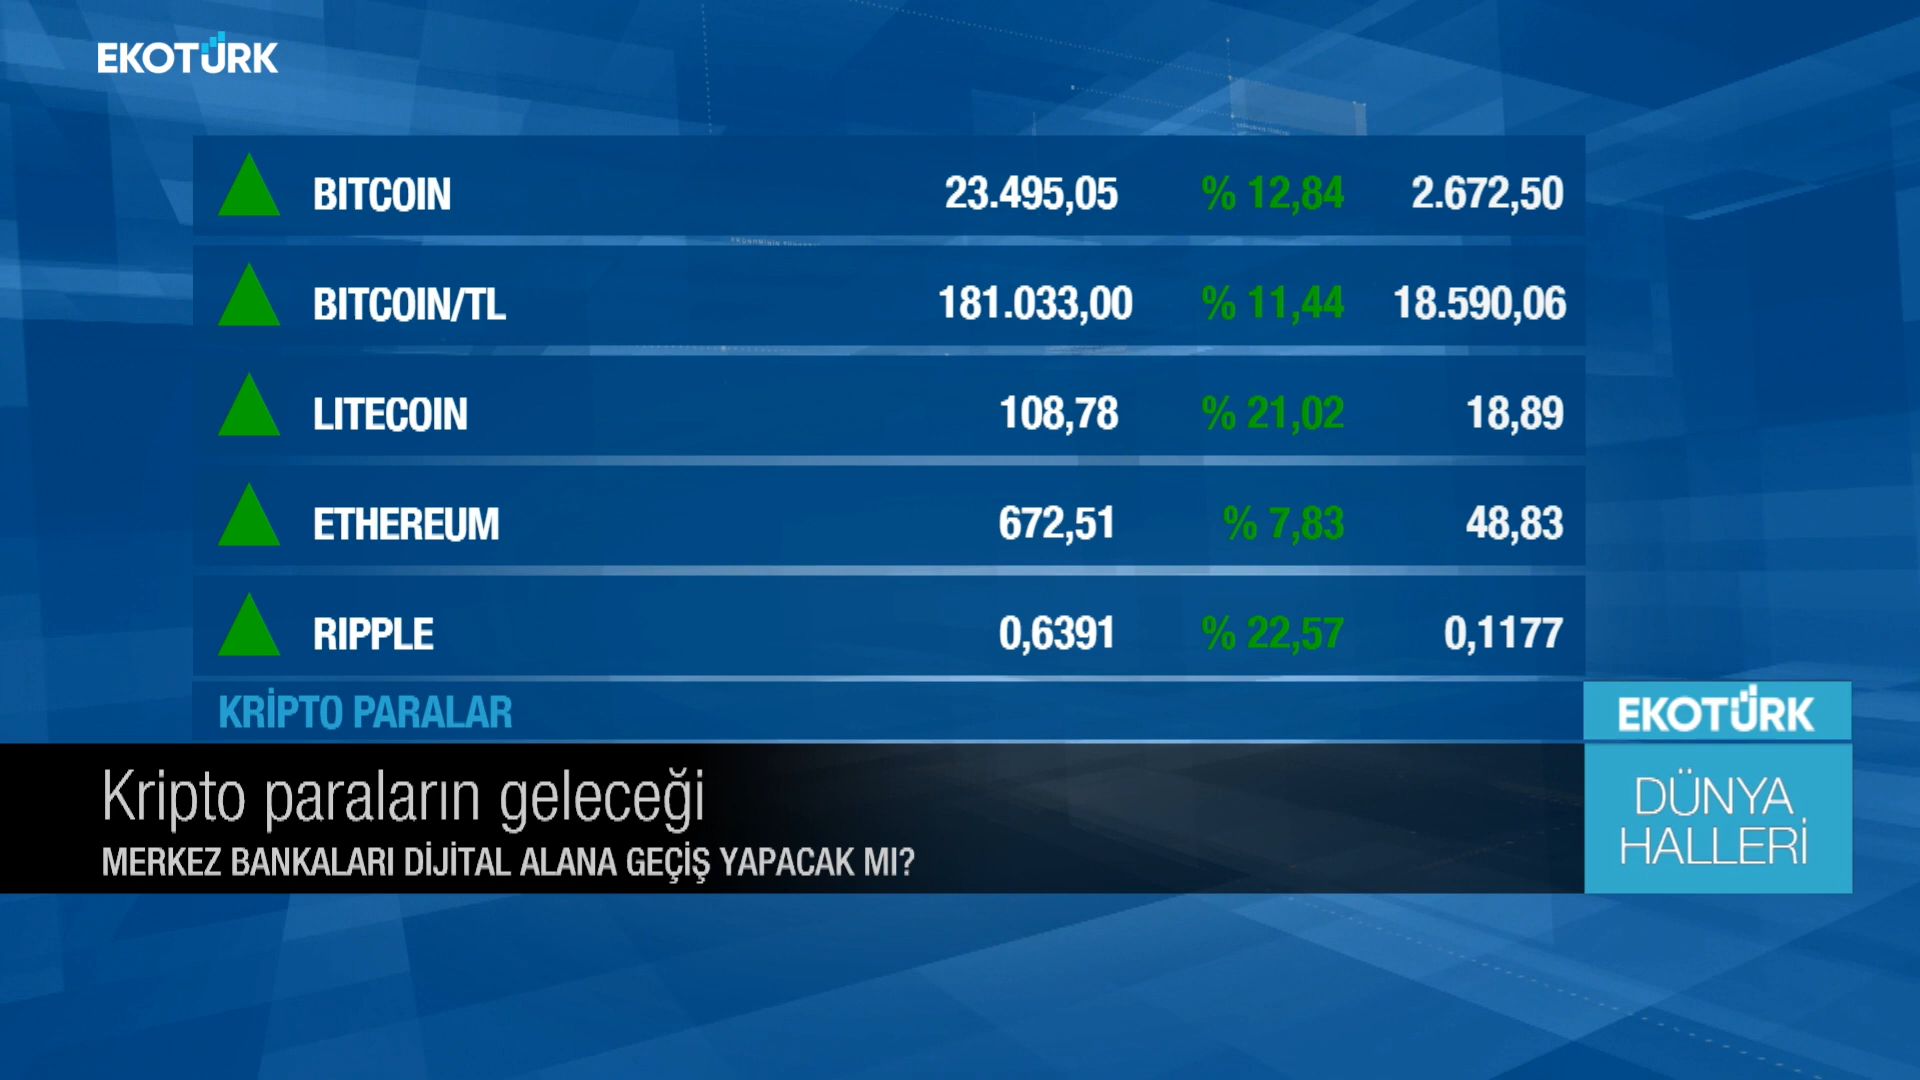 EKOTÜRK
BITCOIN 23.495,05 % 12,84 2.672,50
BITCOIN/TL 181.033,00 % 11,44 18.590,06
LITECOIN 108,78 % 21,02 18,89
ETHEREUM 672,51 % 7,83 48,83
RIPPLE 0,6391 % 22,57 0,1177
KRİPTO PARALAR
EKOTÜRK
Kripto paraların geleceği
MERKEZ BANKALARI DİJİTAL ALANA GEÇİŞ YAPACAK MI?
DÜNYA
HALLERİ